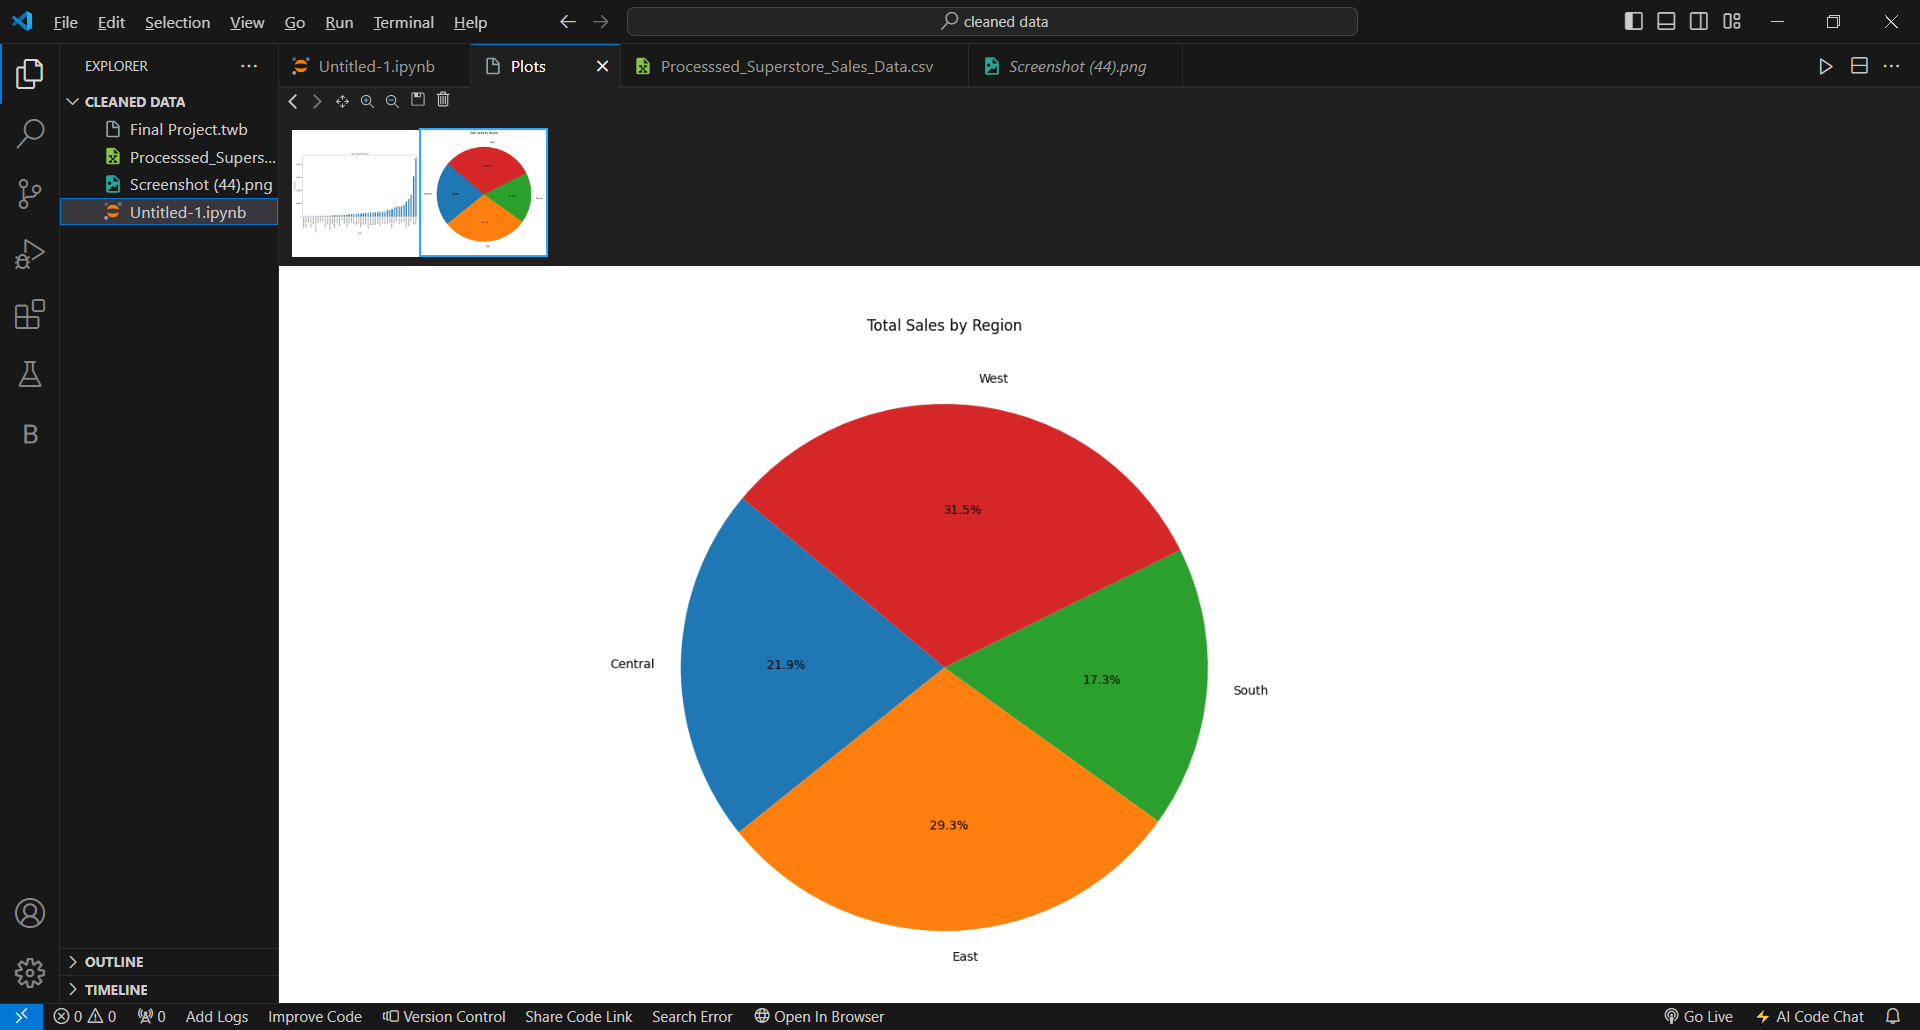 File Edit Selection View Go Run Terminal Help
cleaned data
EXPLORER
Untitled-1.ipynb
Plots
Processsed_Superstore_Sales_Data.csv
Screenshot (44).png
CLEANED DATA
Final Project.twb
Processsed_Supers...
Screenshot (44).png
Untitled-1.ipynb
Total Sales by Region
West
31.5%
Central
21.9%
17.3%
South
29.3%
East
OUTLINE
TIMELINE
0 0 0 Add Logs Improve Code Version Control Share Code Link Search Error Open In Browser Go Live AI Code Chat